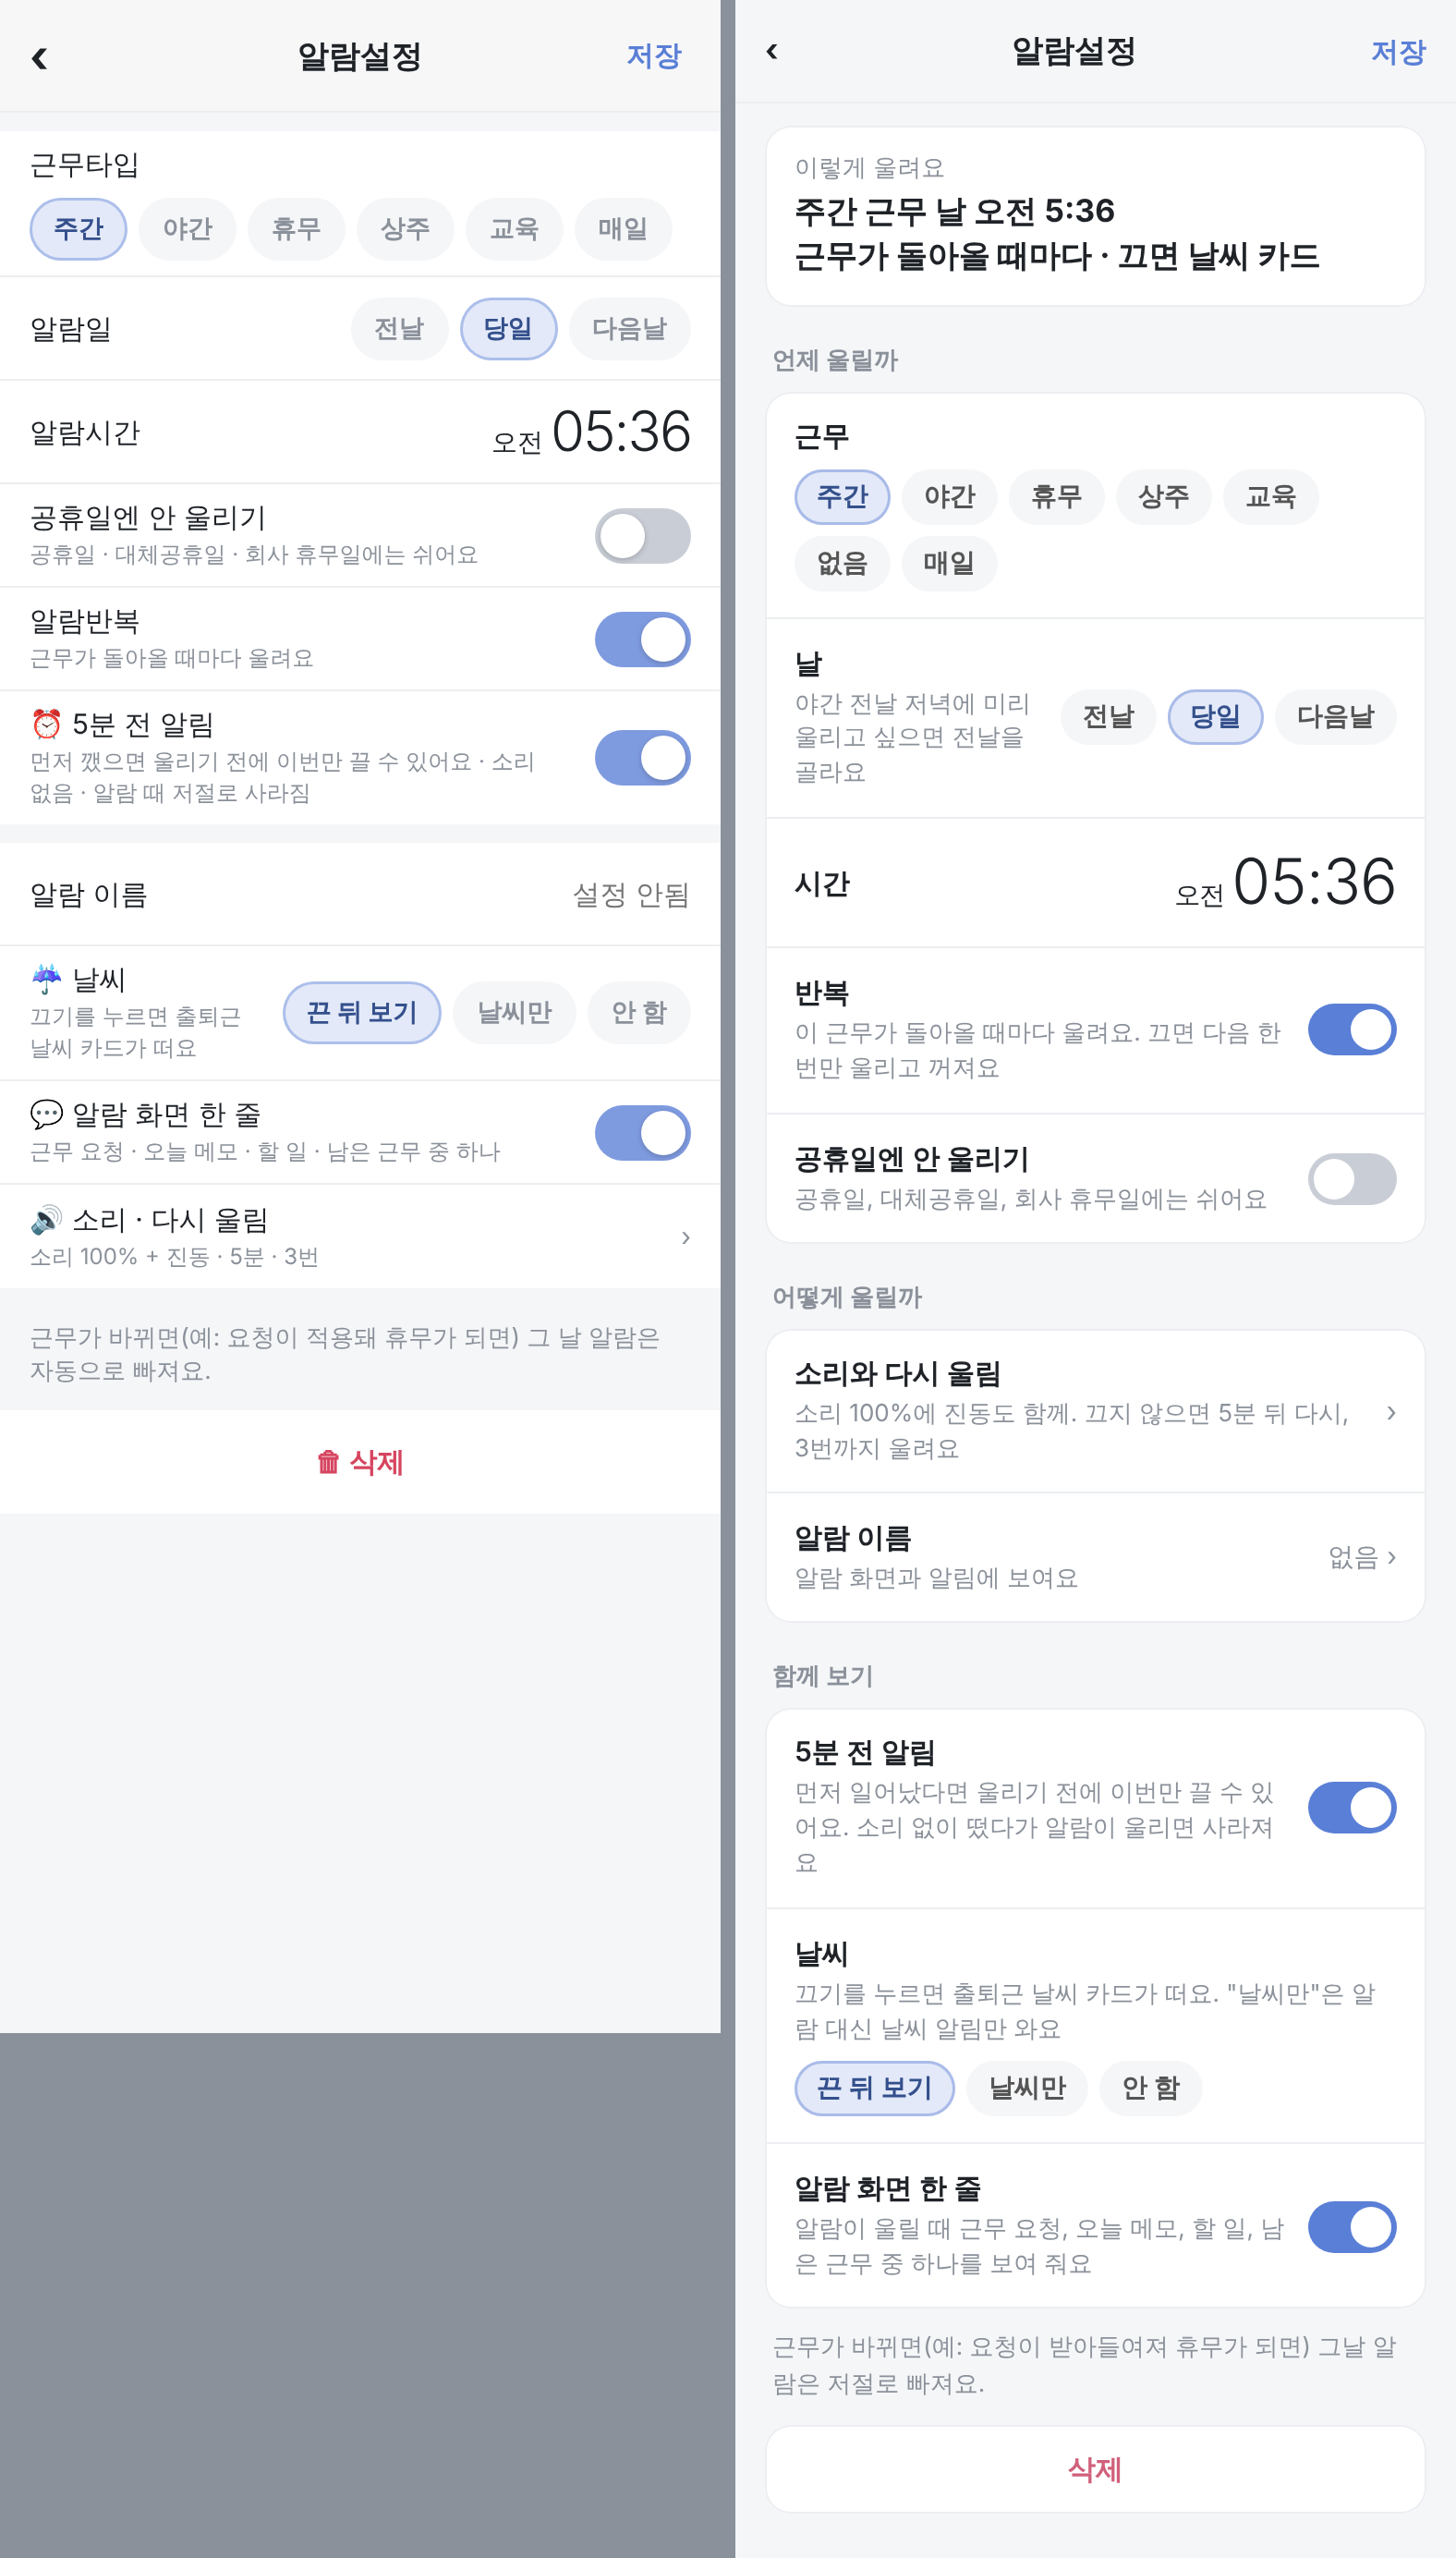 ‹ 알람설정 저장
근무타입
주간 야간 휴무 상주 교육 매일
알람일 전날 당일 다음날
알람시간 오전 05:36
공휴일엔 안 울리기
공휴일 · 대체공휴일 · 회사 휴무일에는 쉬어요
알람반복
근무가 돌아올 때마다 울려요
⏰ 5분 전 알림
먼저 깼으면 울리기 전에 이번만 끌 수 있어요 · 소리
없음 · 알람 때 저절로 사라짐
알람 이름 설정 안됨
☔ 날씨
끄기를 누르면 출퇴근
날씨 카드가 떠요
끈 뒤 보기 날씨만 안 함
💬 알람 화면 한 줄
근무 요청 · 오늘 메모 · 할 일 · 남은 근무 중 하나
🔊 소리 · 다시 울림
소리 100% + 진동 · 5분 · 3번 ›
근무가 바뀌면(예: 요청이 적용돼 휴무가 되면) 그 날 알람은
자동으로 빠져요.
🗑 삭제
‹ 알람설정 저장
이렇게 울려요
주간 근무 날 오전 5:36
근무가 돌아올 때마다 · 끄면 날씨 카드
언제 울릴까
근무
주간 야간 휴무 상주 교육
없음 매일
날
야간 전날 저녁에 미리
울리고 싶으면 전날을
골라요
전날 당일 다음날
시간 오전 05:36
반복
이 근무가 돌아올 때마다 울려요. 끄면 다음 한
번만 울리고 꺼져요
공휴일엔 안 울리기
공휴일, 대체공휴일, 회사 휴무일에는 쉬어요
어떻게 울릴까
소리와 다시 울림
소리 100%에 진동도 함께. 끄지 않으면 5분 뒤 다시, ›
3번까지 울려요
알람 이름
알람 화면과 알림에 보여요
없음 ›
함께 보기
5분 전 알림
먼저 일어났다면 울리기 전에 이번만 끌 수 있
어요. 소리 없이 떴다가 알람이 울리면 사라져
요
날씨
끄기를 누르면 출퇴근 날씨 카드가 떠요. "날씨만"은 알
람 대신 날씨 알림만 와요
끈 뒤 보기 날씨만 안 함
알람 화면 한 줄
알람이 울릴 때 근무 요청, 오늘 메모, 할 일, 남
은 근무 중 하나를 보여 줘요
근무가 바뀌면(예: 요청이 받아들여져 휴무가 되면) 그날 알
람은 저절로 빠져요.
삭제